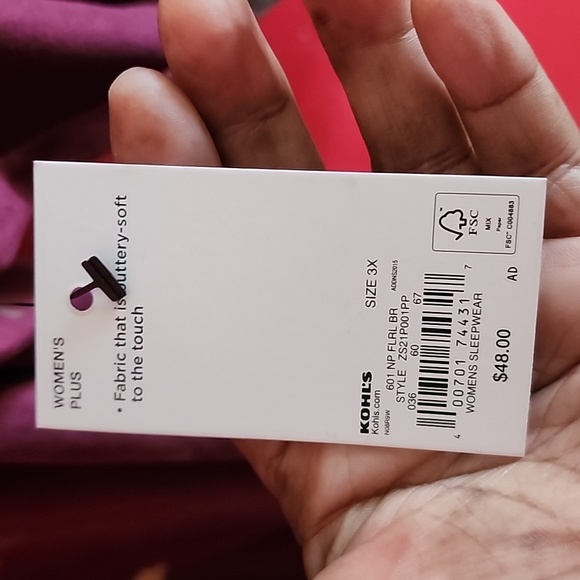 WOMEN'S
PLUS
• Fabric that is buttery-soft
to the touch
KOHL'S
Kohls.com
601 NP FLRL BR
STYLE ZS21P001PP
036 60 67
SIZE 3X
4 00701 74431 7
WOMENS SLEEPWEAR
$48.00
AD
FSC
MIX
Paper
FSC™ C004883